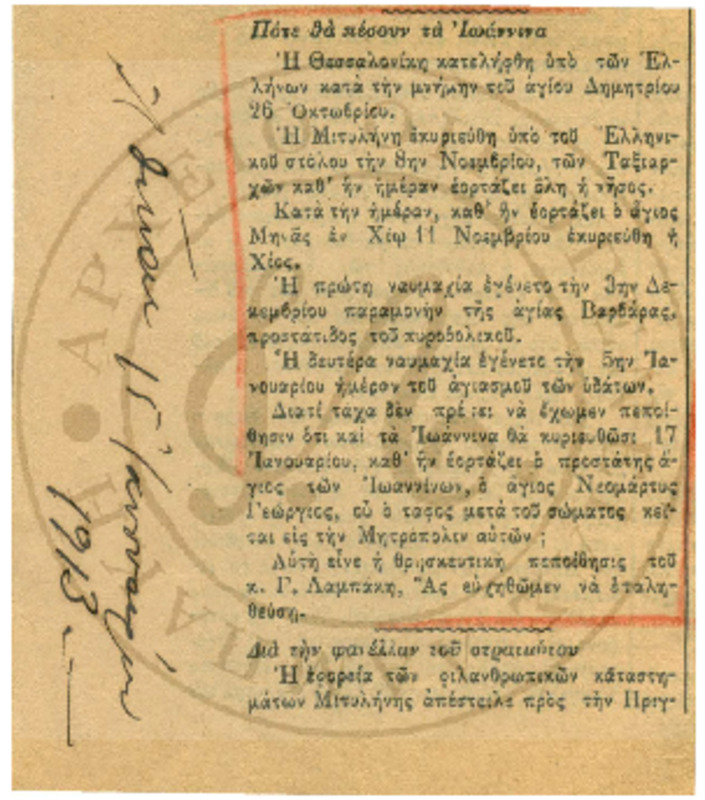 Πότε θὰ πέσουν τὰ Ἰωάννινα
Ἡ Θεσσαλονίκη κατελήφθη ὑπὸ τῶν Ἑλ-
λήνων κατὰ τὴν μνήμην τοῦ ἁγίου Δημητρίου
26 Ὀκτωβρίου.
Ἡ Μιτυλήνη ἐκυριεύθη ὑπὸ τοῦ Ἑλληνι-
κοῦ στόλου τὴν 8ην Νοεμβρίου, τῶν Ταξιαρ-
χῶν καθ' ἣν ἡμέραν ἑορτάζει ὅλη ἡ νῆσος.
Κατὰ τὴν ἡμέραν, καθ' ἣν ἑορτάζει ὁ ἅγιος
Μηνᾶς ἐν Χίῳ 11 Νοεμβρίου ἐκυριεύθη ἡ
Χίος.
Ἡ πρώτη ναυμαχία ἐγένετο τὴν 3ην Δε-
κεμβρίου παραμονὴν τῆς ἁγίας Βαρβάρας,
προστάτιδος τοῦ πυροβολικοῦ.
Ἡ δευτέρα ναυμαχία ἐγένετο τὴν 5ην Ἰα-
νουαρίου ἡμέραν τοῦ ἁγιασμοῦ τῶν ὑδάτων.
Διατί τάχα δὲν πρέπει νὰ ἔχωμεν πεποί-
θησιν ὅτι καὶ τὰ Ἰωάννινα θὰ κυριευθῶσι 17
Ἰανουαρίου, καθ' ἣν ἑορτάζει ὁ προστάτης ἅ-
γιος τῶν Ἰωαννίνων, ὁ ἅγιος Νεομάρτυς
Γεώργιος, οὗ ὁ τάφος μετὰ τοῦ σώματος κεῖ-
ται εἰς τὴν Μητρόπολιν αὐτῶν ;
Αὐτὴ εἶνε ἡ θρησκευτικὴ πεποίθησις τοῦ
κ. Γ. Λαμπάκη, Ἂς εὐχηθῶμεν νὰ ἐπαλη-
θεύσῃ.
Διὰ τὴν φανέλλαν τοῦ στρατιώτου
Ἡ ἐφορεία τῶν φιλανθρωπικῶν καταστη-
μάτων Μιτυλήνης ἀπέστειλε πρὸς τὴν Πριγ-
15 Ἰανουαρίου
1913.